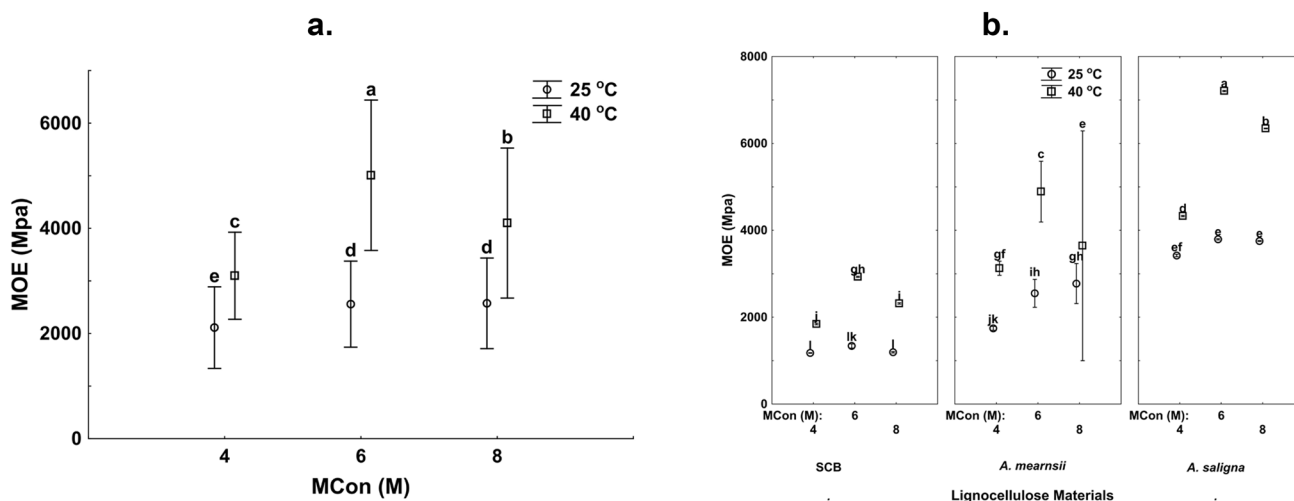 a.
MOE (Mpa)
6000
4000
2000
0
25 °C
40 °C
e
c
d
a
d
b
4
6
8
MCon (M)
b.
MOE (Mpa)
8000
6000
4000
2000
0
25 °C
40 °C
l
j
lk
gh
l
i
jk
gf
ih
c
gh
e
ef
d
e
a
e
b
MCon (M):
6
4
8
MCon (M):
6
4
8
MCon (M):
6
4
8
SCB
A. mearnsii
A. saligna
Lignocellulose Materials